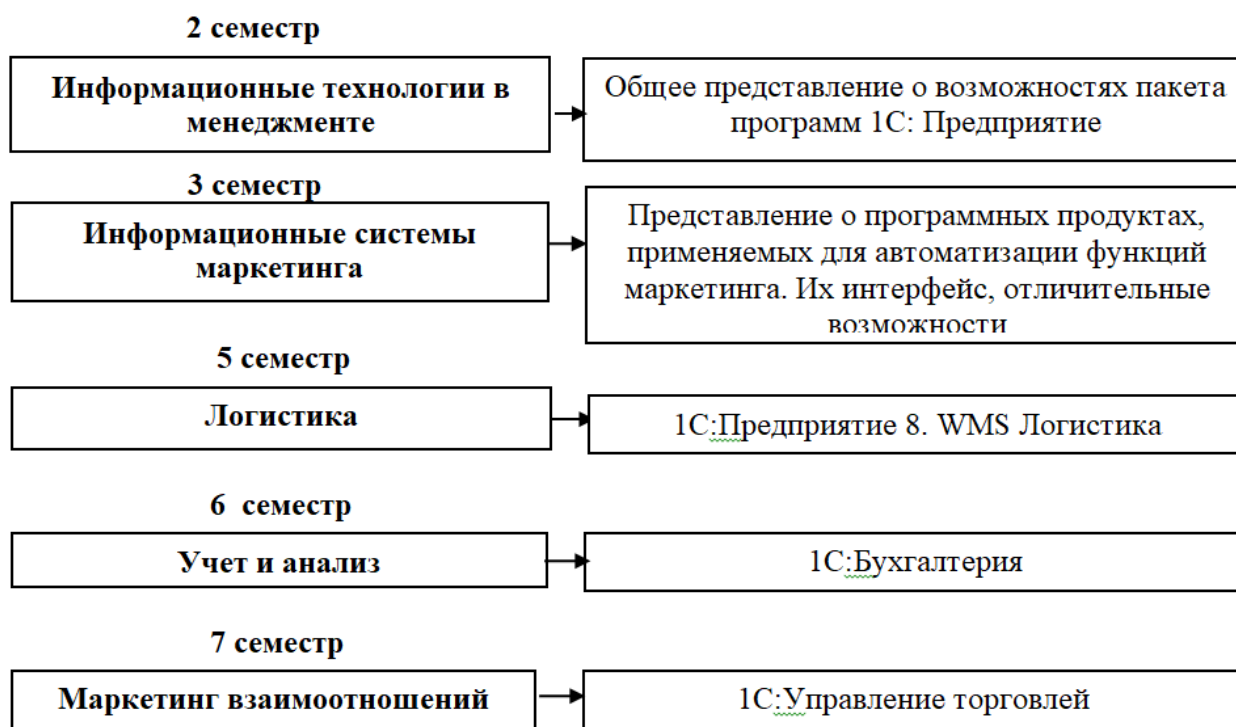 2 семестр
Информационные технологии в
менеджменте
Общее представление о возможностях пакета
программ 1С: Предприятие
3 семестр
Информационные системы
маркетинга
Представление о программных продуктах,
применяемых для автоматизации функций
маркетинга. Их интерфейс, отличительные
возможности
5 семестр
Логистика
1С:Предприятие 8. WMS Логистика
6 семестр
Учет и анализ
1С:Бухгалтерия
7 семестр
Маркетинг взаимоотношений
1С:Управление торговлей